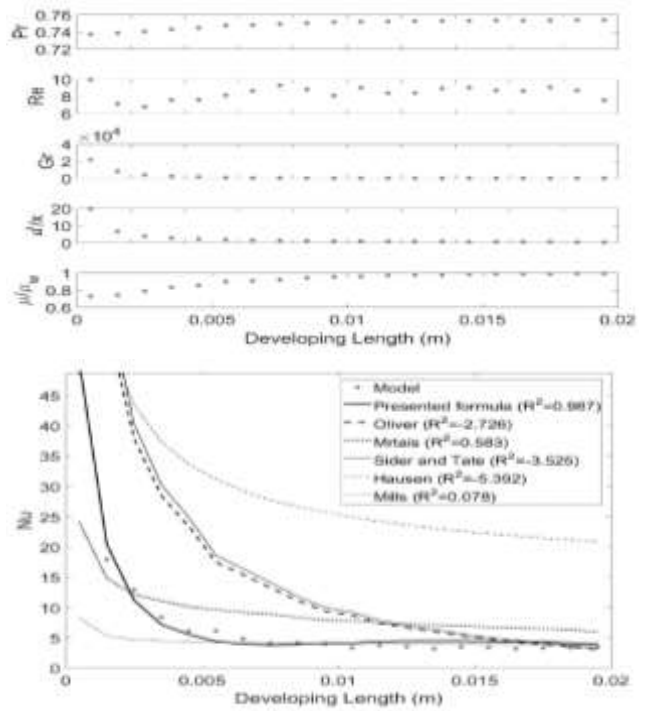 0.76
0.74
0.72
Pr
10
8
6
Re
× 10⁴
4
2
0
Gr
20
10
0
d/x
1
0.8
0.6
μ/μ
0 0.005 0.01 0.015 0.02
Developing Length (m)
45
40
35
30
25
20
15
10
5
0
Nu
Model
Presented formula (R²=0.987)
Oliver (R²=-2.726)
Mrtais (R²=0.583)
Sider and Tate (R²=-3.525)
Hausen (R²=-5.392)
Mills (R²=0.078)
0 0.005 0.01 0.015 0.02
Developing Length (m)